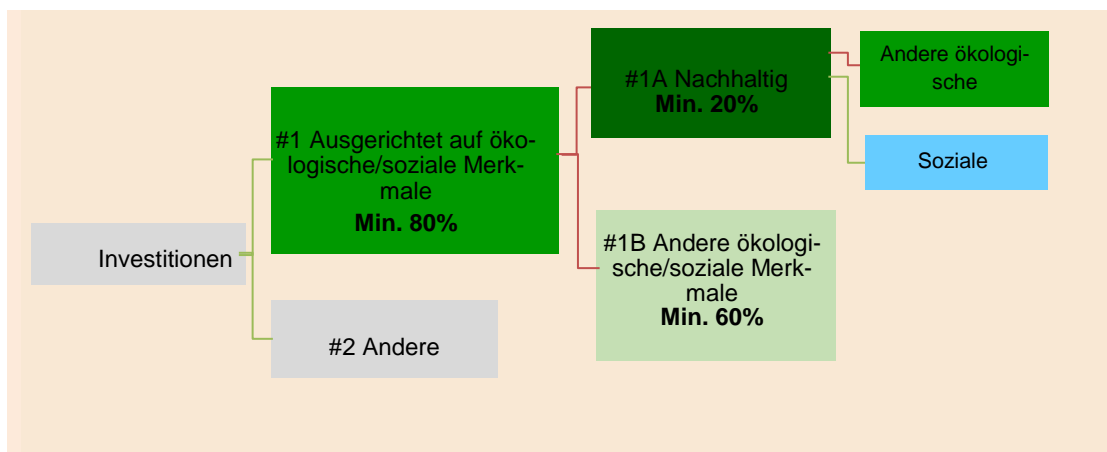 Investitionen
#1 Ausgerichtet auf öko-
logische/soziale Merk-
male
Min. 80%
#2 Andere
#1A Nachhaltig
Min. 20%
#1B Andere ökologi-
sche/soziale Merk-
male
Min. 60%
Andere ökologi-
sche
Soziale